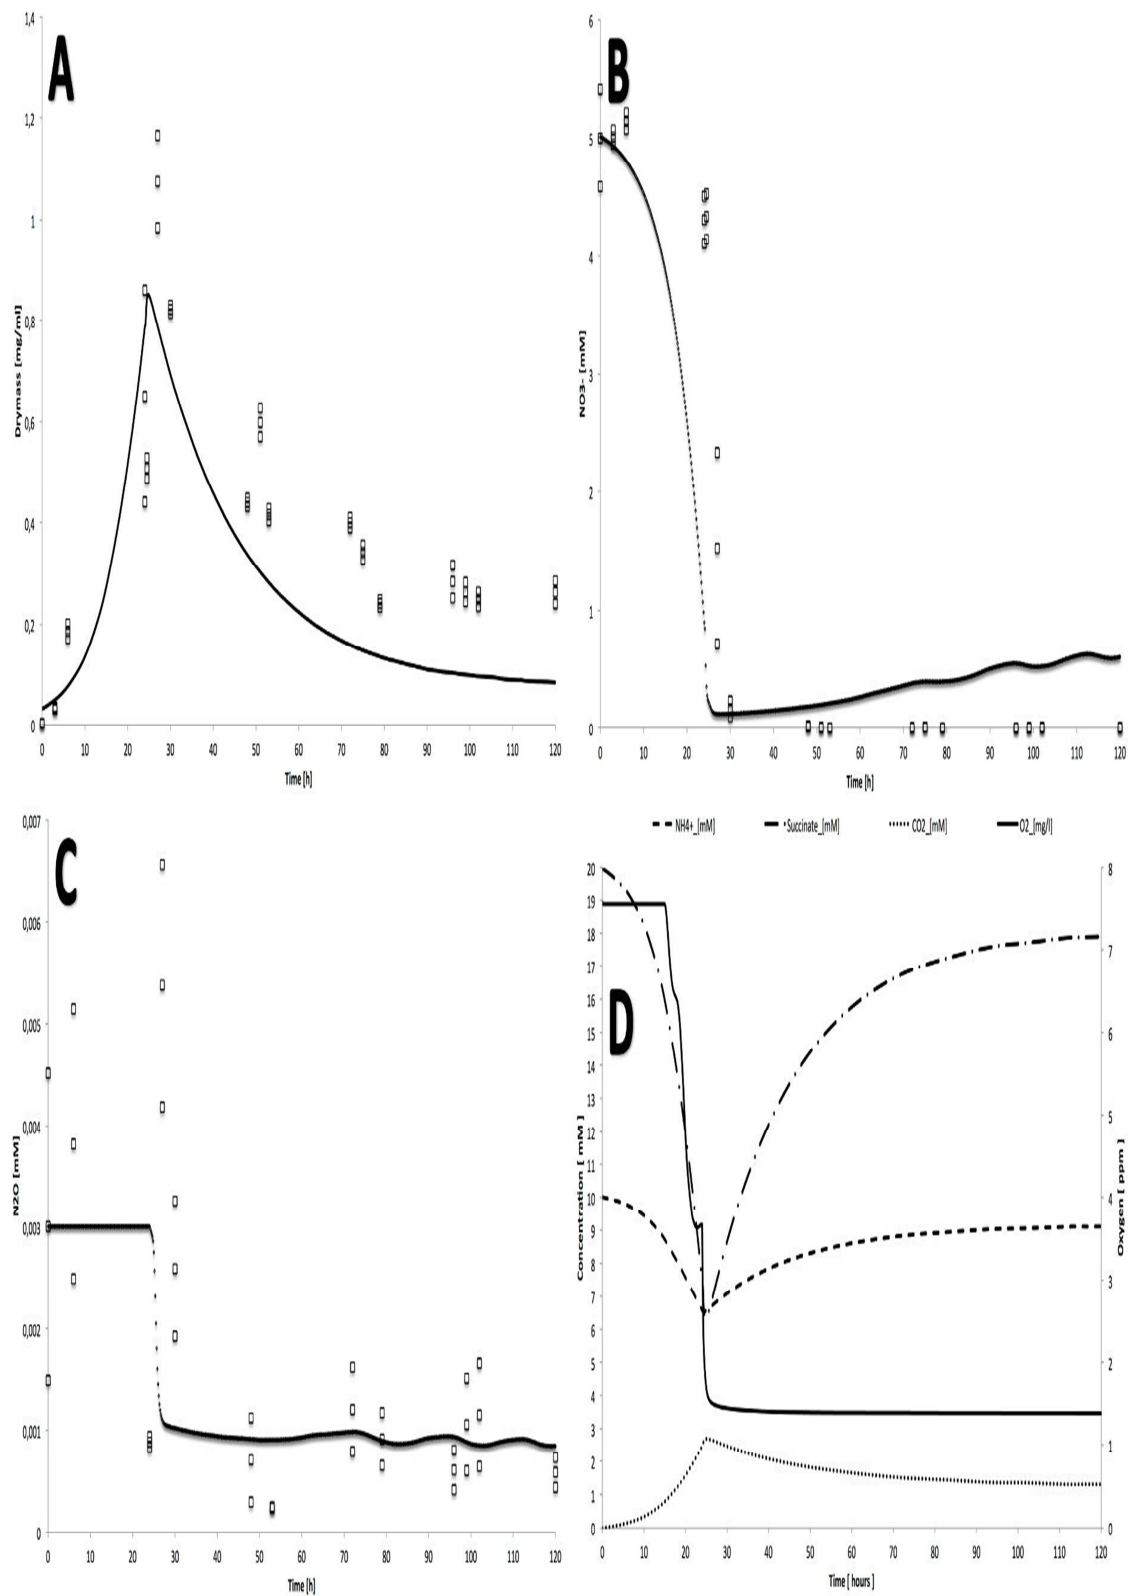 A
1,4
1,2
1
0,8
0,6
0,4
0,2
0
Drymass [mg/ml]
0 10 20 30 40 50 60 70 80 90 100 110 120
Time [h]
B
6
5
4
3
2
1
0
NO3- [mM]
0 10 20 30 40 50 60 70 80 90 100 110 120
Time [h]
C
0,007
0,006
0,005
0,004
0,003
0,002
0,001
0
N2O [mM]
0 10 20 30 40 50 60 70 80 90 100 110 120
Time [h]
NH4+_[mM] Succinate_[mM] CO2_[mM] O2_[mg/l]
D
20
19
18
17
16
15
14
13
12
11
10
9
8
7
6
5
4
3
2
1
0
Concentration [ mM ]
8
7
6
5
4
3
2
1
0
Oxygen [ ppm ]
0 10 20 30 40 50 60 70 80 90 100 110 120
Time [ hours ]